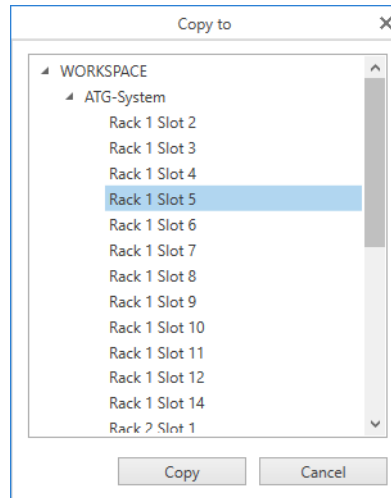 Copy to
WORKSPACE
ATG-System
Rack 1 Slot 2
Rack 1 Slot 3
Rack 1 Slot 4
Rack 1 Slot 5
Rack 1 Slot 6
Rack 1 Slot 7
Rack 1 Slot 8
Rack 1 Slot 9
Rack 1 Slot 10
Rack 1 Slot 11
Rack 1 Slot 12
Rack 1 Slot 14
Rack 2 Slot 1
Copy Cancel